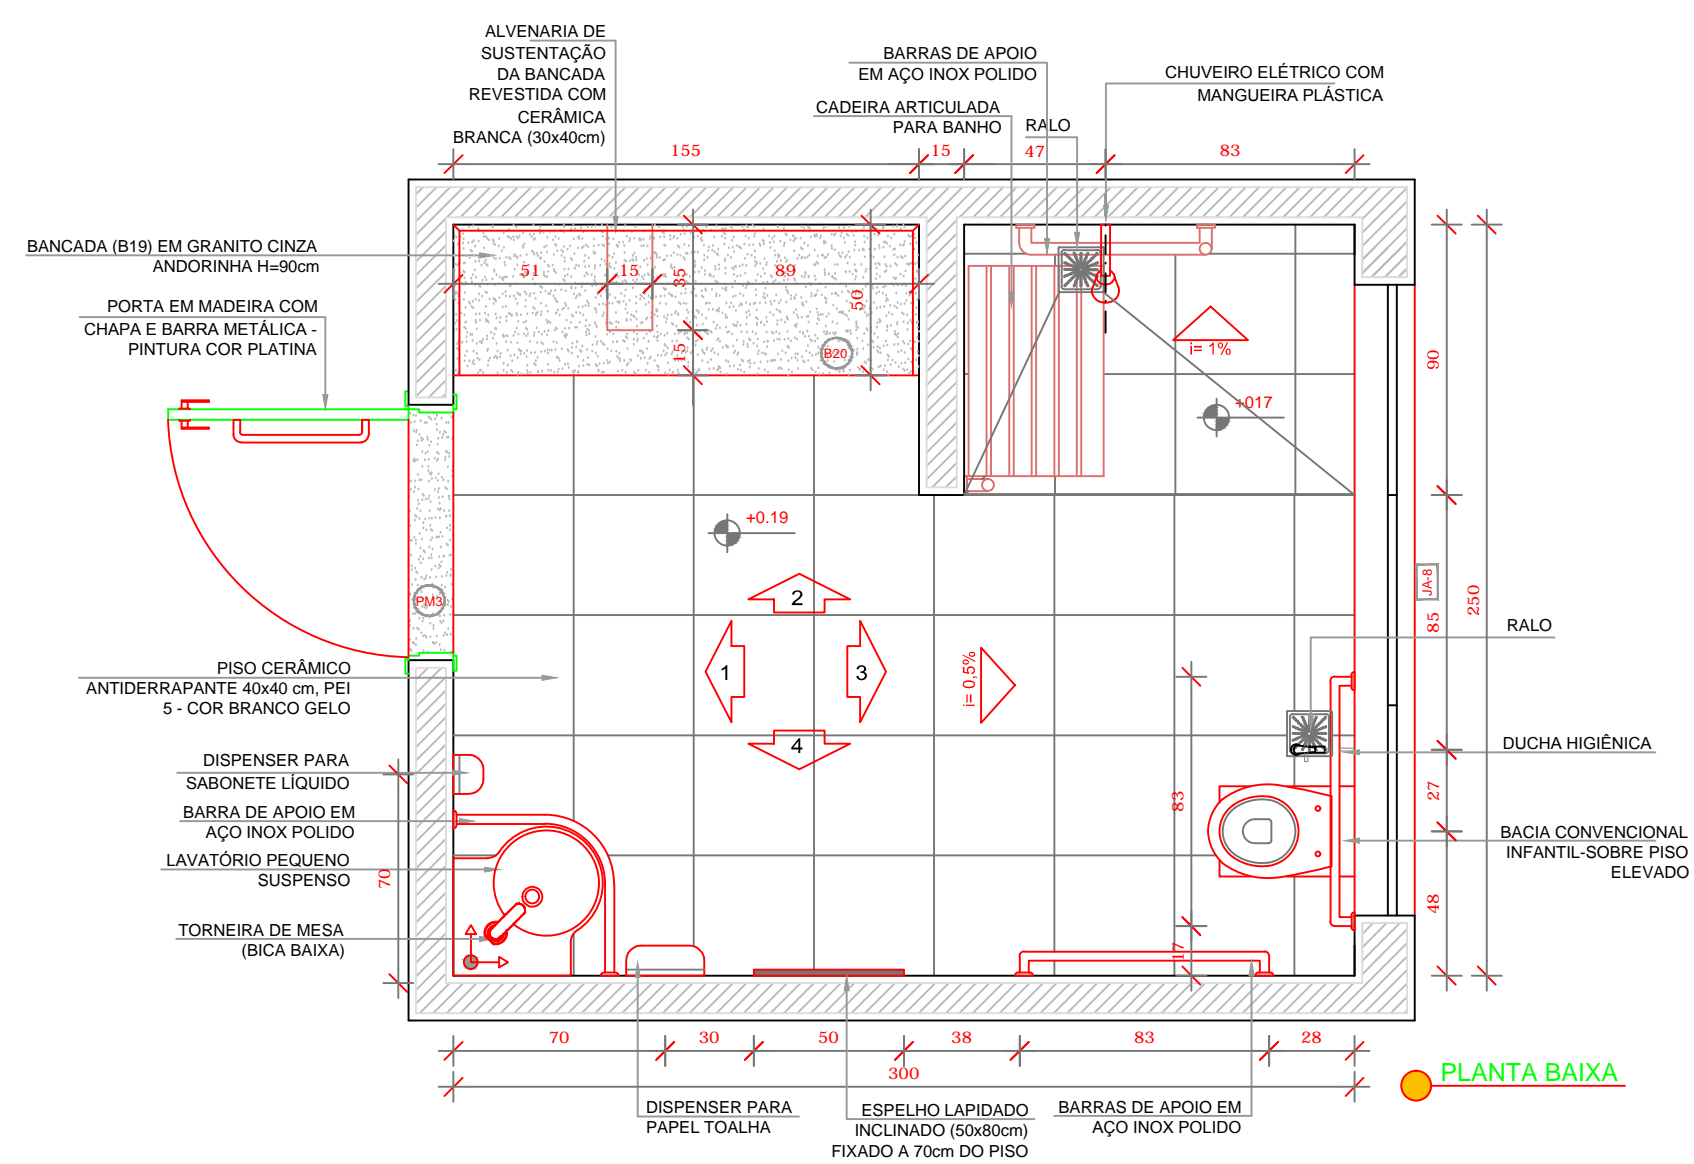 ALVENARIA DE
SUSTENTAÇÃO
DA BANCADA
REVESTIDA COM
CERÂMICA
BRANCA (30x40cm)
BARRAS DE APOIO
EM AÇO INOX POLIDO
CADEIRA ARTICULADA
PARA BANHO
RALO
CHUVEIRO ELÉTRICO COM
MANGUEIRA PLÁSTICA
155
15
47
83
BANCADA (B19) EM GRANITO CINZA
ANDORINHA H=90cm
PORTA EM MADEIRA COM
CHAPA E BARRA METÁLICA -
PINTURA COR PLATINA
51
15
35
89
50
15
B20
i= 1%
+017
90
+0.19
PM3
JA-8
85
250
2
1
3
4
i= 0,5%
RALO
PISO CERÂMICO
ANTIDERRAPANTE 40x40 cm, PEI
5 - COR BRANCO GELO
DISPENSER PARA
SABONETE LÍQUIDO
BARRA DE APOIO EM
AÇO INOX POLIDO
LAVATÓRIO PEQUENO
SUSPENSO
70
TORNEIRA DE MESA
(BICA BAIXA)
83
17
DUCHA HIGIÊNICA
27
BACIA CONVENCIONAL
INFANTIL-SOBRE PISO
ELEVADO
48
70
30
50
38
83
28
300
DISPENSER PARA
PAPEL TOALHA
ESPELHO LAPIDADO
INCLINADO (50x80cm)
FIXADO A 70cm DO PISO
BARRAS DE APOIO EM
AÇO INOX POLIDO
PLANTA BAIXA